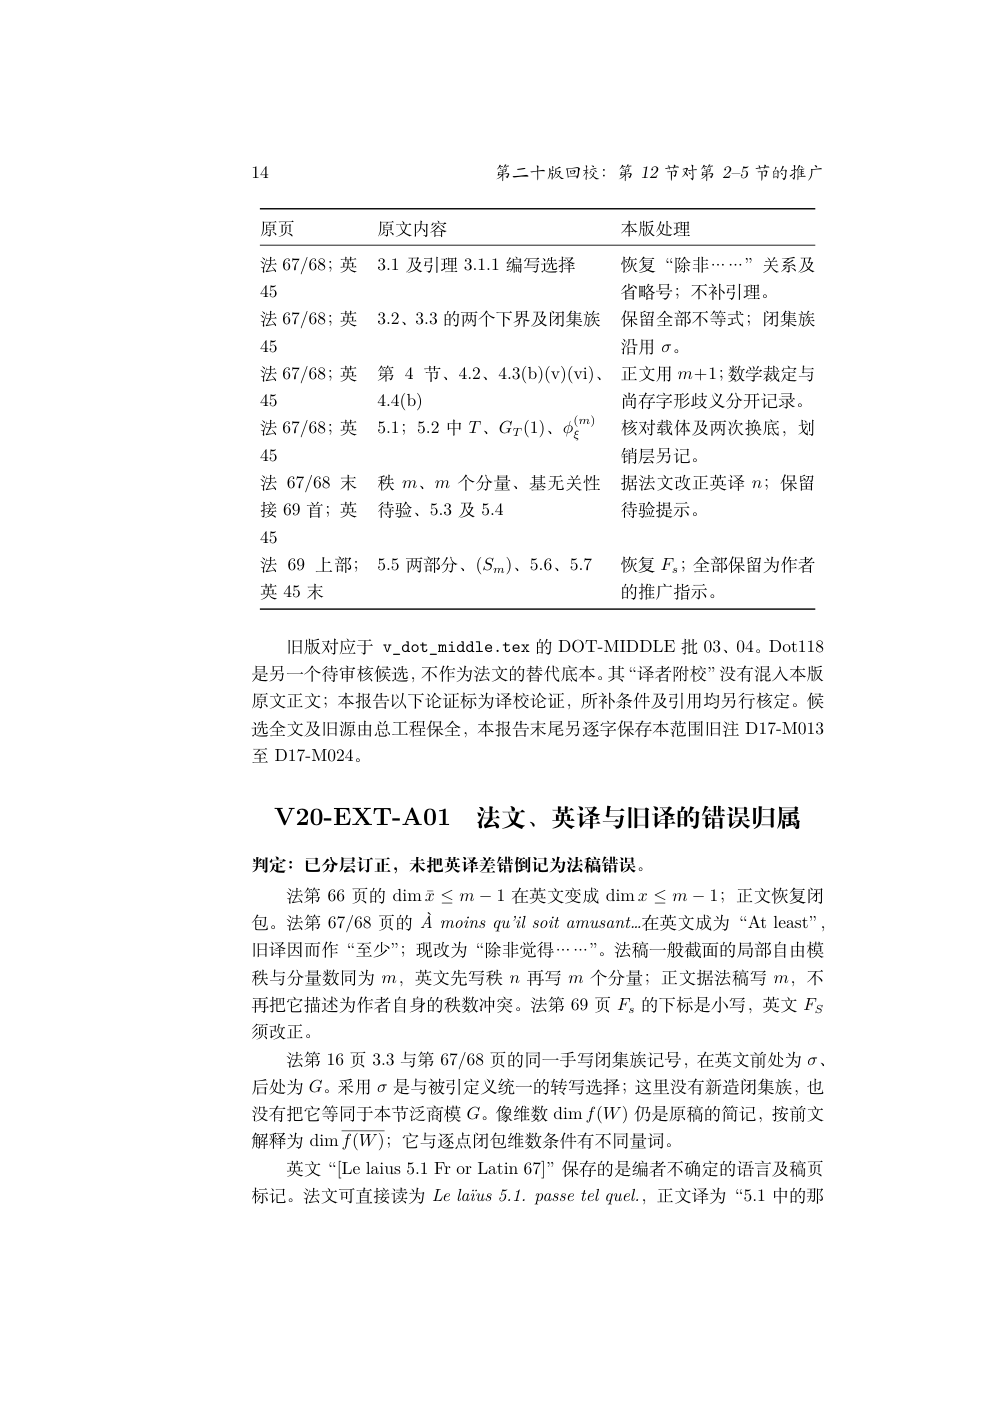 14 第二十版回校：第 12 节对第 2–5 节的推广
原页 原文内容 本版处理
法 67/68；英 3.1 及引理 3.1.1 编写选择 恢复“除非……”关系及
45 省略号；不补引理。
法 67/68；英 3.2、3.3 的两个下界及闭集族 保留全部不等式；闭集族
45 沿用 σ。
法 67/68；英 第 4 节、4.2、4.3(b)(v)(vi)、 正文用 m+1；数学裁定与
45 4.4(b) 尚存字形歧义分开记录。
法 67/68；英 5.1；5.2 中 T、G_T(1)、ϕ_ξ^{(m)} 核对载体及两次换底，划
45 销层另记。
法 67/68 末 秩 m、m 个分量、基无关性 据法文改正英译 n；保留
接 69 首；英 待验、5.3 及 5.4 待验提示。
45
法 69 上部； 5.5 两部分、(S_m)、5.6、5.7 恢复 F_s；全部保留为作者
英 45 末 的推广指示。
旧版对应于 v_dot_middle.tex 的 DOT-MIDDLE 批 03、04。Dot118
是另一个待审核候选，不作为法文的替代底本。其“译者附校”没有混入本版
原文正文；本报告以下论证标为译校论证，所补条件及引用均另行核定。候
选全文及旧源由总工程保全，本报告末尾另逐字保存本范围旧注 D17-M013
至 D17-M024。
V20-EXT-A01 法文、英译与旧译的错误归属
判定：已分层订正，未把英译差错倒记为法稿错误。
法第 66 页的 dim x̄ ≤ m − 1 在英文变成 dim x ≤ m − 1；正文恢复闭
包。法第 67/68 页的 À moins qu’il soit amusant…在英文成为“At least”，
旧译因而作“至少”；现改为“除非觉得……”。法稿一般截面的局部自由模
秩与分量数同为 m，英文先写秩 n 再写 m 个分量；正文据法稿写 m，不
再把它描述为作者自身的秩数冲突。法第 69 页 F_s 的下标是小写，英文 F_S
须改正。
法第 16 页 3.3 与第 67/68 页的同一手写闭集族记号，在英文前处为 σ、
后处为 G。采用 σ 是与被引定义统一的转写选择；这里没有新造闭集族，也
没有把它等同于本节泛商模 G。像维数 dim f(W) 仍是原稿的简记，按前文
解释为 dim \overline{f(W)}；它与逐点闭包维数条件有不同量词。
英文“[Le laius 5.1 Fr or Latin 67]”保存的是编者不确定的语言及稿页
标记。法文可直接读为 Le laïus 5.1. passe tel quel.，正文译为“5.1 中的那